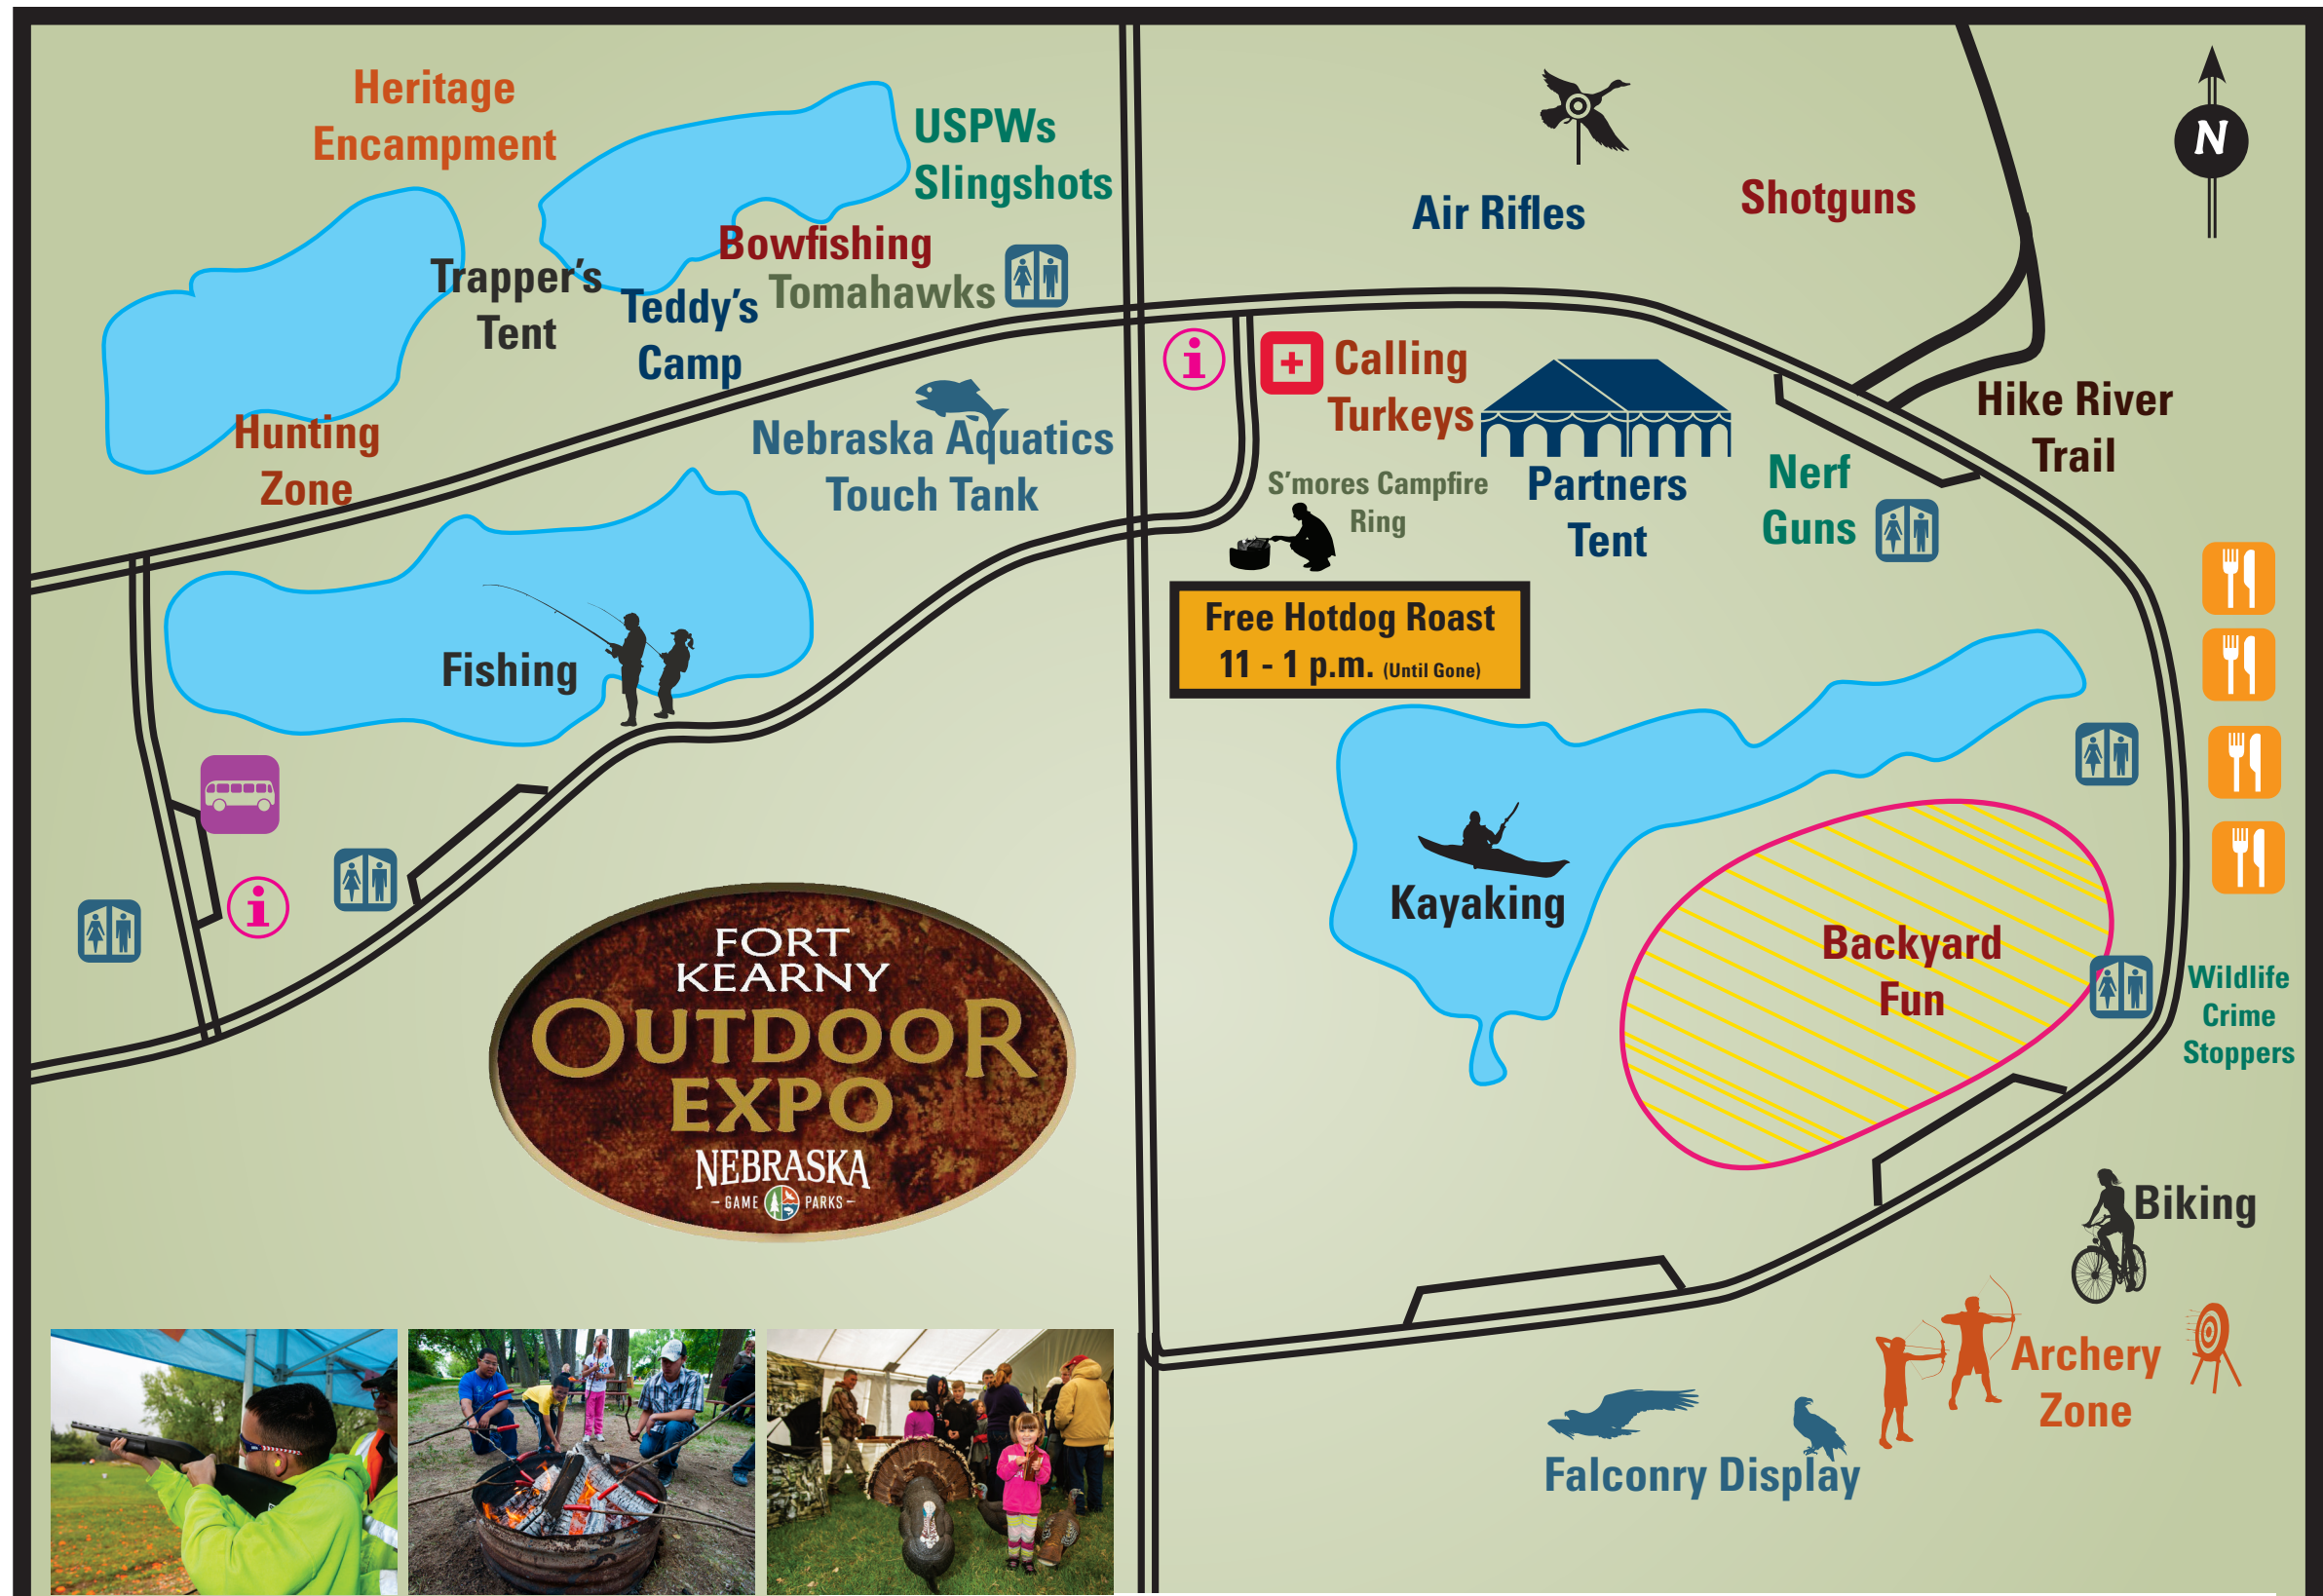 Heritage
Encampment
USPWs
Slingshots
Bowfishing
Tomahawks
Trapper's
Tent
Teddy's
Camp
Hunting
Zone
Nebraska Aquatics
Touch Tank
Air Rifles
Shotguns
N
i
Calling
Turkeys
S'mores Campfire
Ring
Partners
Tent
Nerf
Guns
Hike River
Trail
Free Hotdog Roast
11 - 1 p.m. (Until Gone)
Fishing
i
Kayaking
Backyard
Fun
Wildlife
Crime
Stoppers
FORT
KEARNY
OUTDOOR
EXPO
NEBRASKA
- GAME PARKS -
Biking
Archery
Zone
Falconry Display